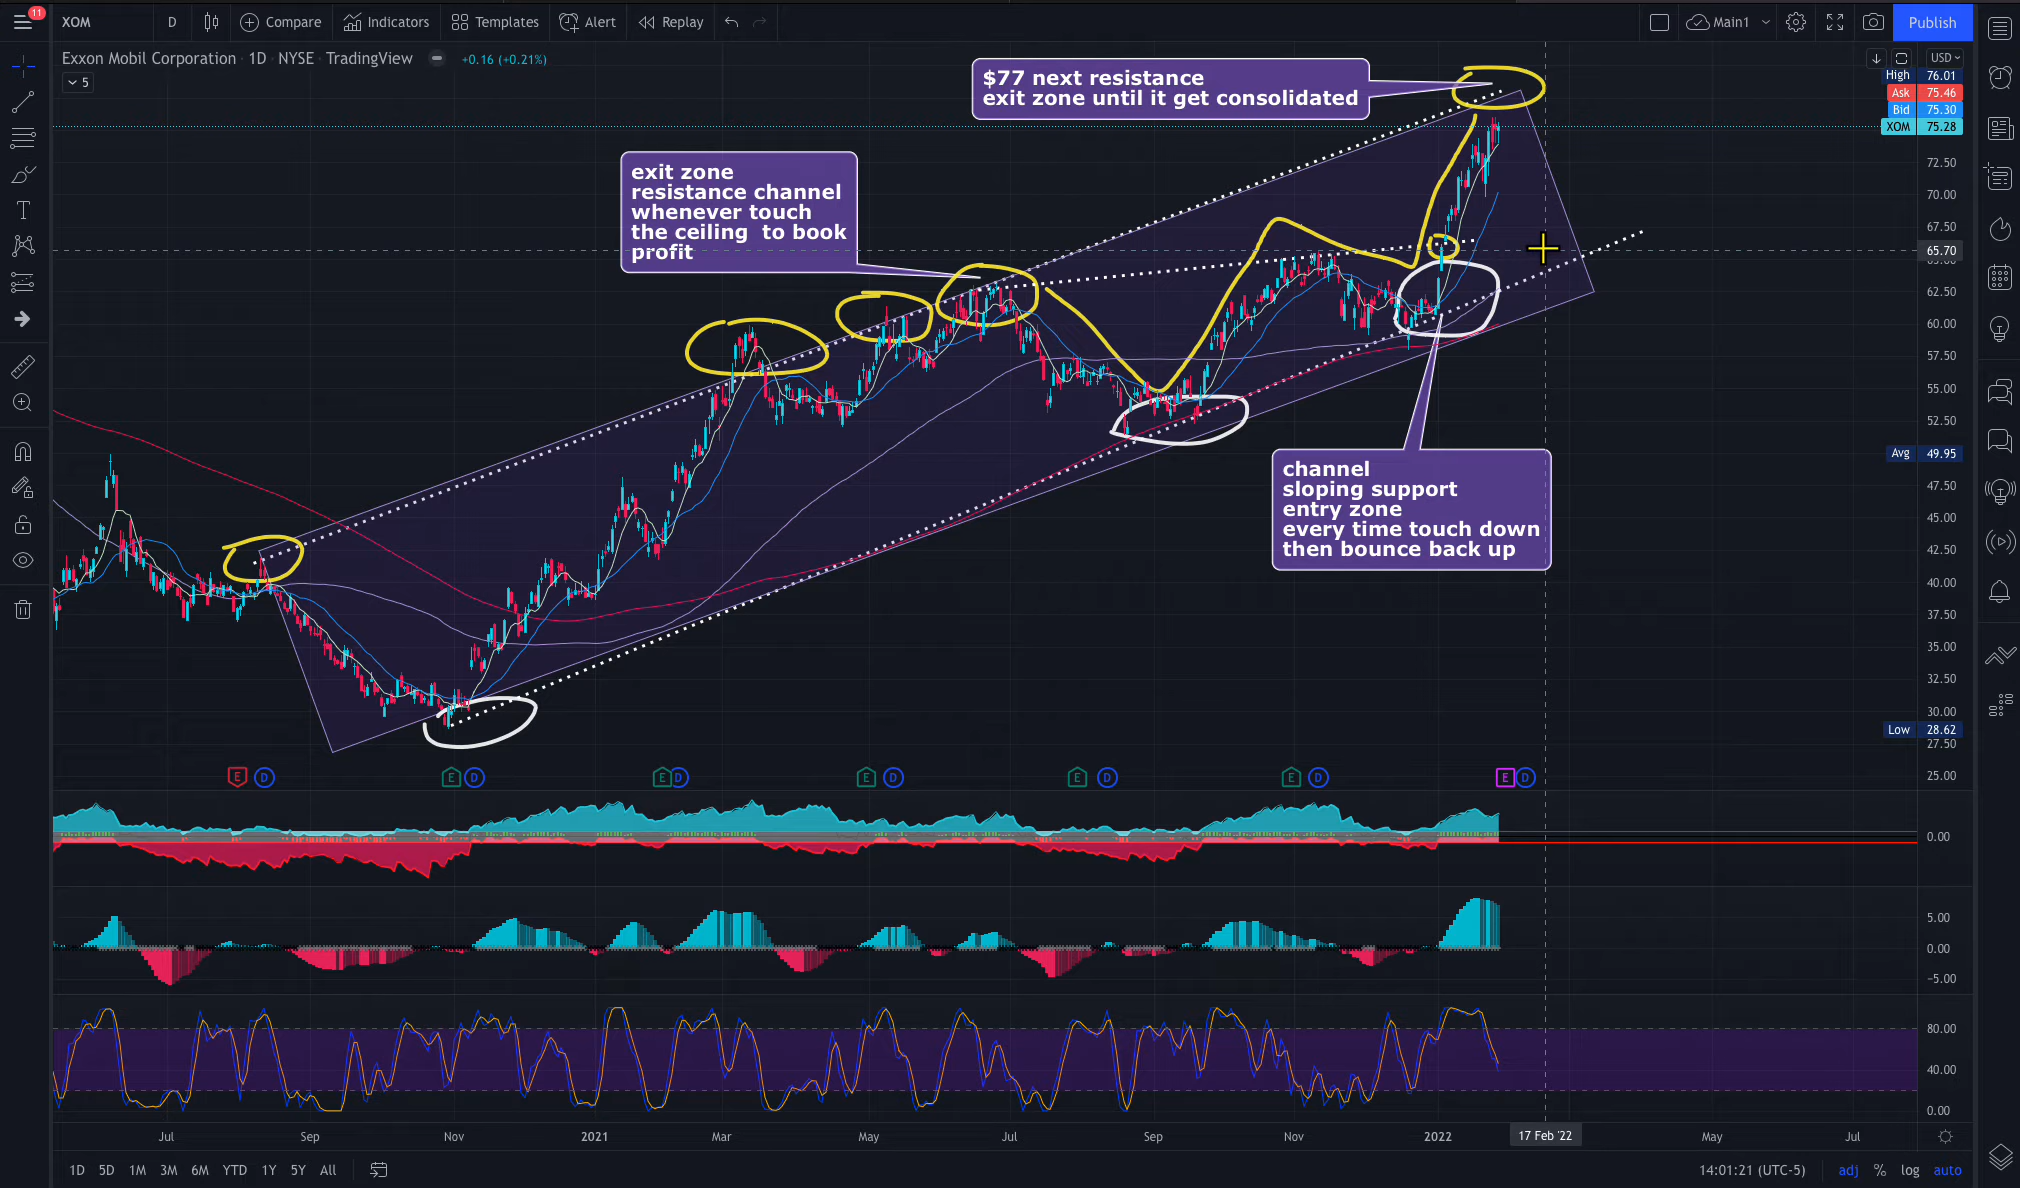 11
XOM D Compare Indicators Templates Alert Replay Main1 Publish
Exxon Mobil Corporation · 1D · NYSE · TradingView +0.16 (+0.21%)
5
USD
High 76.01
Ask 75.46
Bid 75.30
XOM 75.28
72.50
70.00
67.50
65.70
62.50
60.00
57.50
55.00
52.50
Avg 49.95
47.50
45.00
42.50
40.00
37.50
35.00
32.50
30.00
Low 28.62
27.50
25.00
$77 next resistance
exit zone until it get consolidated
exit zone
resistance channel
whenever touch
the ceiling to book
profit
channel
sloping support
entry zone
every time touch down
then bounce back up
E D E D E D E D E D E D E D
0.00
5.00
0.00
−5.00
80.00
40.00
0.00
Jul Sep Nov 2021 Mar May Jul Sep Nov 2022 17 Feb '22 May Jul
1D 5D 1M 3M 6M YTD 1Y 5Y All 14:01:21 (UTC-5) adj % log auto